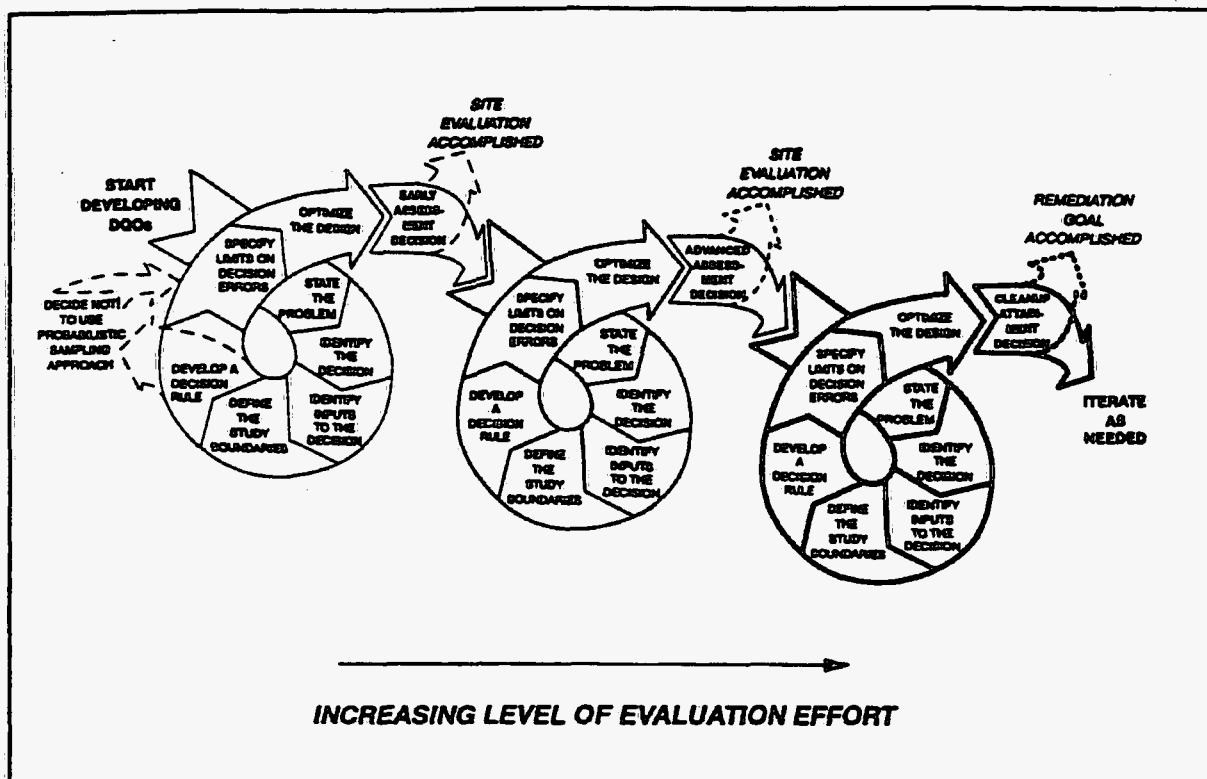 START
DEVELOPING
DQOs
DECIDE NOT
TO USE
PROBABILISTIC
SAMPLING
APPROACH
STATE
THE
PROBLEM
IDENTIFY
THE
DECISION
IDENTIFY
INPUTS
TO THE
DECISION
DEFINE
THE
STUDY
BOUNDARIES
DEVELOP A
DECISION
RULE
SPECIFY
LIMITS ON
DECISION
ERRORS
OPTIMIZE
THE DESIGN
EARLY
ASSESS-
MENT
DECISION
SITE
EVALUATION
ACCOMPLISHED
STATE
THE
PROBLEM
IDENTIFY
THE
DECISION
IDENTIFY
INPUTS
TO THE
DECISION
DEFINE
THE
STUDY
BOUNDARIES
DEVELOP
A
DECISION
RULE
SPECIFY
LIMITS ON
DECISION
ERRORS
OPTIMIZE
THE DESIGN
ADVANCED
ASSESS-
MENT
DECISION
SITE
EVALUATION
ACCOMPLISHED
STATE
THE
PROBLEM
IDENTIFY
THE
DECISION
IDENTIFY
INPUTS
TO THE
DECISION
DEFINE
THE
STUDY
BOUNDARIES
DEVELOP
A
DECISION
RULE
SPECIFY
LIMITS ON
DECISION
ERRORS
OPTIMIZE
THE DESIGN
CLEANUP
ATTAIN-
MENT
DECISION
REMEDIATION
GOAL
ACCOMPLISHED
ITERATE
AS
NEEDED
INCREASING LEVEL OF EVALUATION EFFORT